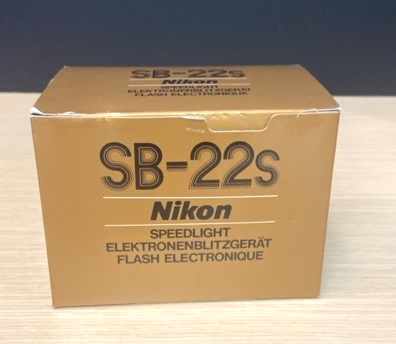 SB-22s
Nikon
SPEEDLIGHT
ELEKTRONENBLITZGERÄT
FLASH ELECTRONIQUE
SB-22s
Nikon
SPEEDLIGHT
ELEKTRONENBLITZGERÄT
FLASH ELECTRONIQUE